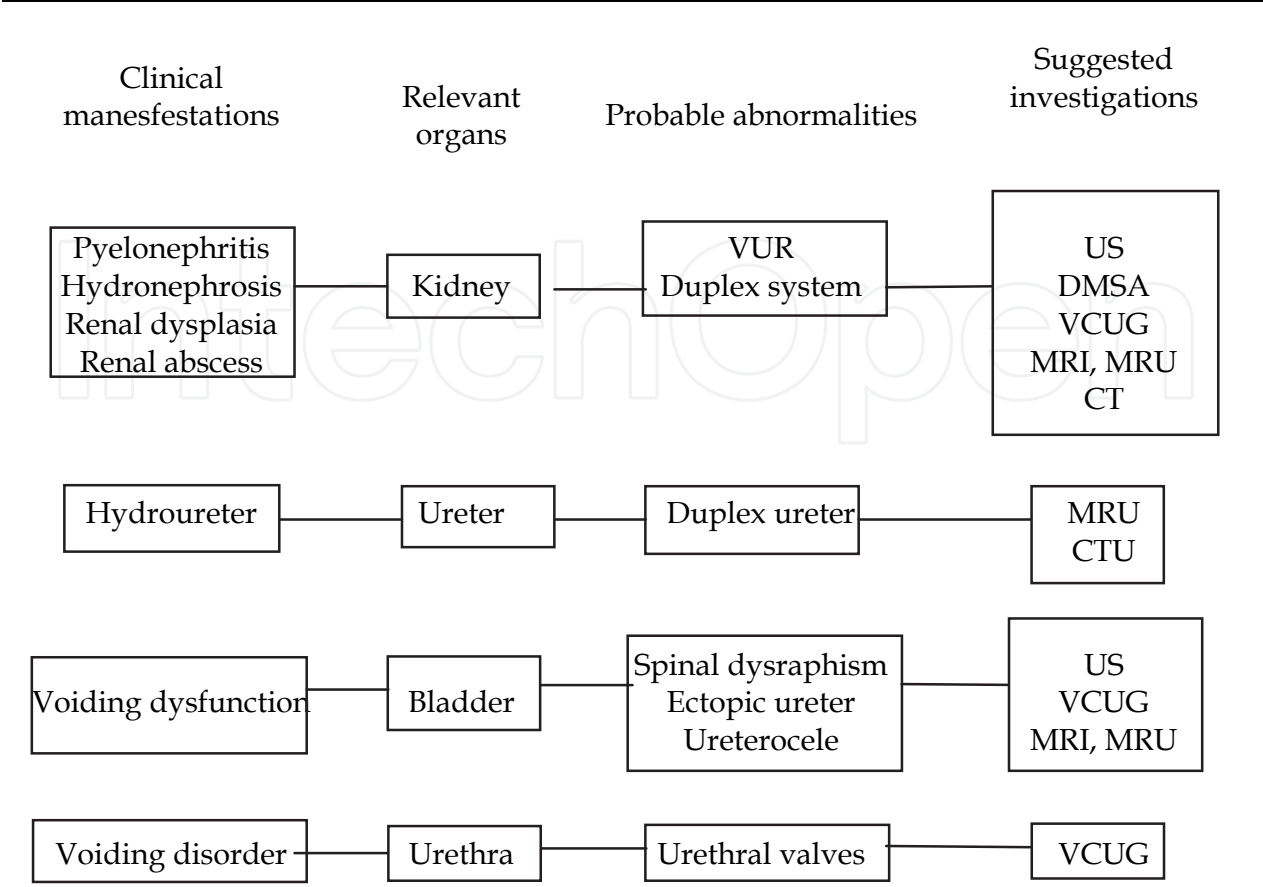 Clinical
manesfestations
Relevant
organs
Probable abnormalities
Suggested
investigations
Pyelonephritis
Hydronephrosis
Renal dysplasia
Renal abscess
Kidney
VUR
Duplex system
US
DMSA
VCUG
MRI, MRU
CT
IntechOpen
Hydroureter
Ureter
Duplex ureter
MRU
CTU
Voiding dysfunction
Bladder
Spinal dysraphism
Ectopic ureter
Ureterocele
US
VCUG
MRI, MRU
Voiding disorder
Urethra
Urethral valves
VCUG